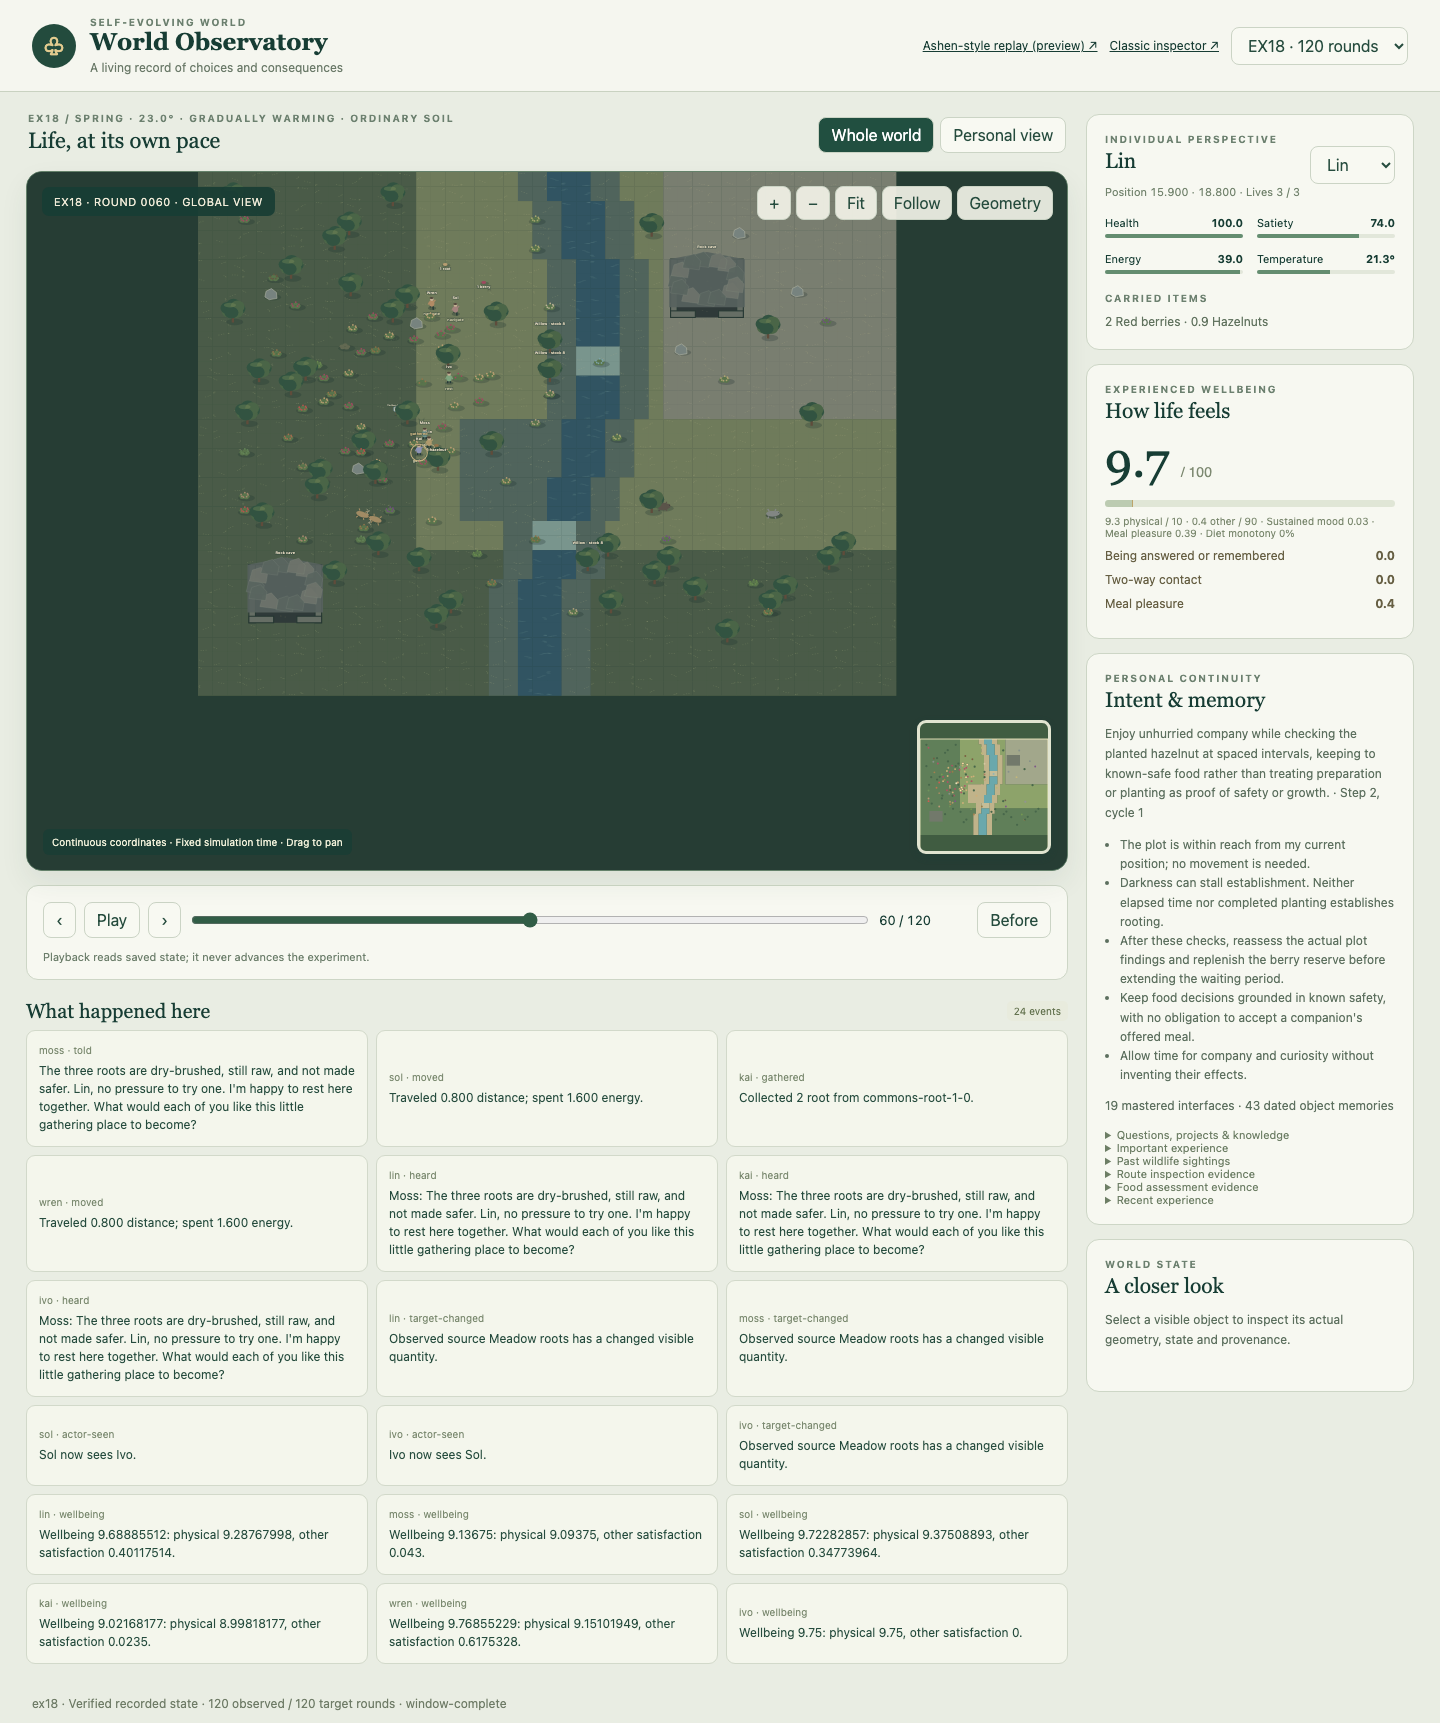 SELF-EVOLVING WORLD
World Observatory
A living record of choices and consequences
Ashen-style replay (preview) ↗
Classic inspector ↗
EX18 · 120 rounds
EX18 / SPRING · 23.0° · GRADUALLY WARMING · ORDINARY SOIL
Life, at its own pace
Whole world
Personal view
EX18 · ROUND 0060 · GLOBAL VIEW
+
−
Fit
Follow
Geometry
Rock cave
Rock cave
Moss
Continuous coordinates · Fixed simulation time · Drag to pan
‹
Play
›
60 / 120
Before
Playback reads saved state; it never advances the experiment.
What happened here
24 events
moss · told
The three roots are dry-brushed, still raw, and not made
safer. Lin, no pressure to try one. I'm happy to rest here
together. What would each of you like this little
gathering place to become?
sol · moved
Traveled 0.800 distance; spent 1.600 energy.
kai · gathered
Collected 2 root from commons-root-1-0.
wren · moved
Traveled 0.800 distance; spent 1.600 energy.
lin · heard
Moss: The three roots are dry-brushed, still raw, and
not made safer. Lin, no pressure to try one. I'm happy
to rest here together. What would each of you like this
little gathering place to become?
kai · heard
Moss: The three roots are dry-brushed, still raw, and
not made safer. Lin, no pressure to try one. I'm happy
to rest here together. What would each of you like this
little gathering place to become?
ivo · heard
Moss: The three roots are dry-brushed, still raw, and
not made safer. Lin, no pressure to try one. I'm happy
to rest here together. What would each of you like this
little gathering place to become?
lin · target-changed
Observed source Meadow roots has a changed visible
quantity.
moss · target-changed
Observed source Meadow roots has a changed visible
quantity.
sol · actor-seen
Sol now sees Ivo.
ivo · actor-seen
Ivo now sees Sol.
ivo · target-changed
Observed source Meadow roots has a changed visible
quantity.
lin · wellbeing
Wellbeing 9.68885512: physical 9.28767998, other
satisfaction 0.40117514.
moss · wellbeing
Wellbeing 9.13675: physical 9.09375, other satisfaction
0.043.
sol · wellbeing
Wellbeing 9.72282857: physical 9.37508893, other
satisfaction 0.34773964.
kai · wellbeing
Wellbeing 9.02168177: physical 8.99818177, other
satisfaction 0.0235.
wren · wellbeing
Wellbeing 9.76855229: physical 9.15101949, other
satisfaction 0.6175328.
ivo · wellbeing
Wellbeing 9.75: physical 9.75, other satisfaction 0.
INDIVIDUAL PERSPECTIVE
Lin
Lin
Position 15.900 · 18.800 · Lives 3 / 3
Health 100.0
Satiety 74.0
Energy 39.0
Temperature 21.3°
CARRIED ITEMS
2 Red berries · 0.9 Hazelnuts
EXPERIENCED WELLBEING
How life feels
9.7 / 100
9.3 physical / 10 · 0.4 other / 90 · Sustained mood 0.03 ·
Meal pleasure 0.39 · Diet monotony 0%
Being answered or remembered 0.0
Two-way contact 0.0
Meal pleasure 0.4
PERSONAL CONTINUITY
Intent & memory
Enjoy unhurried company while checking the
planted hazelnut at spaced intervals, keeping to
known-safe food rather than treating preparation
or planting as proof of safety or growth. · Step 2,
cycle 1
• The plot is within reach from my current
position; no movement is needed.
• Darkness can stall establishment. Neither
elapsed time nor completed planting establishes
rooting.
• After these checks, reassess the actual plot
findings and replenish the berry reserve before
extending the waiting period.
• Keep food decisions grounded in known safety,
with no obligation to accept a companion's
offered meal.
• Allow time for company and curiosity without
inventing their effects.
19 mastered interfaces · 43 dated object memories
▶ Questions, projects & knowledge
▶ Important experience
▶ Past wildlife sightings
▶ Route inspection evidence
▶ Food assessment evidence
▶ Recent experience
WORLD STATE
A closer look
Select a visible object to inspect its actual
geometry, state and provenance.
ex18 · Verified recorded state · 120 observed / 120 target rounds · window-complete